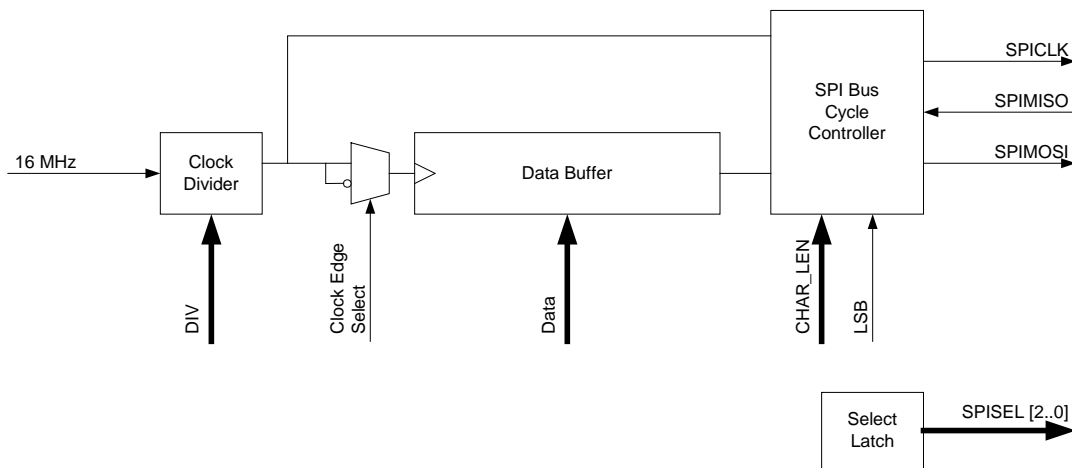 SPICLK
SPI Bus
Cycle
Controller
SPIMISO
16 MHz
Clock
Divider
Data Buffer
SPIMOSI
DIV
Clock Edge
Select
Data
CHAR_LEN
LSB
Select
Latch
SPISEL [2..0]